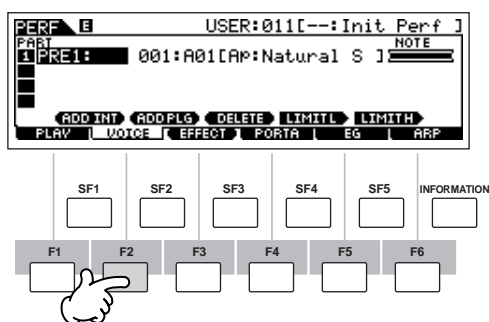 PERF E USER:011[--:Init Perf ]
PART NOTE
1 PRE1: 001:A01[AP:Natural S ]
ADD INT ADD PLG DELETE LIMITL LIMITH
PLAY VOICE EFFECT PORTA EG ARP
SF1 SF2 SF3 SF4 SF5 INFORMATION
F1 F2 F3 F4 F5 F6